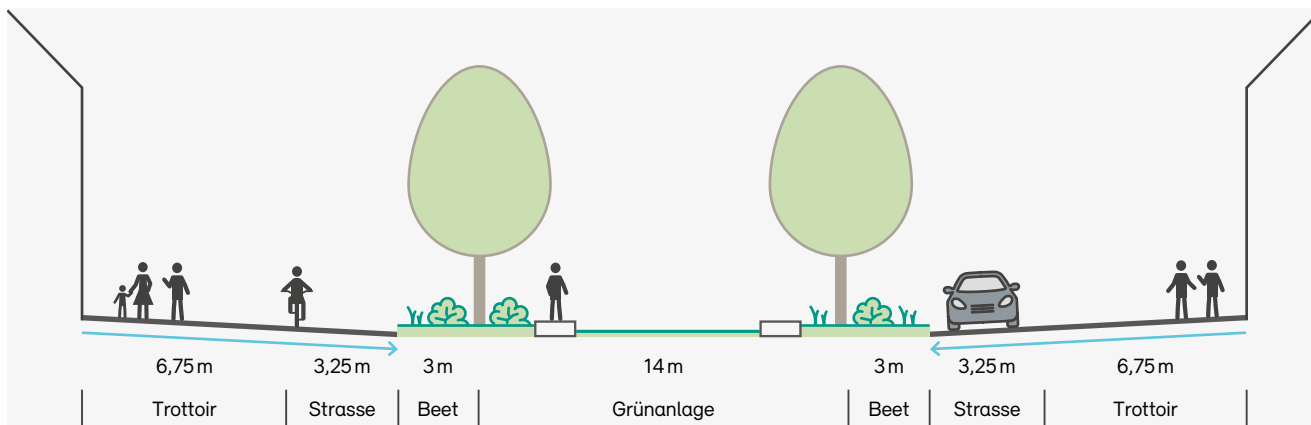 6,75 m 3,25 m 3 m 14 m 3 m 3,25 m 6,75 m
Trottoir Strasse Beet Grünanlage Beet Strasse Trottoir